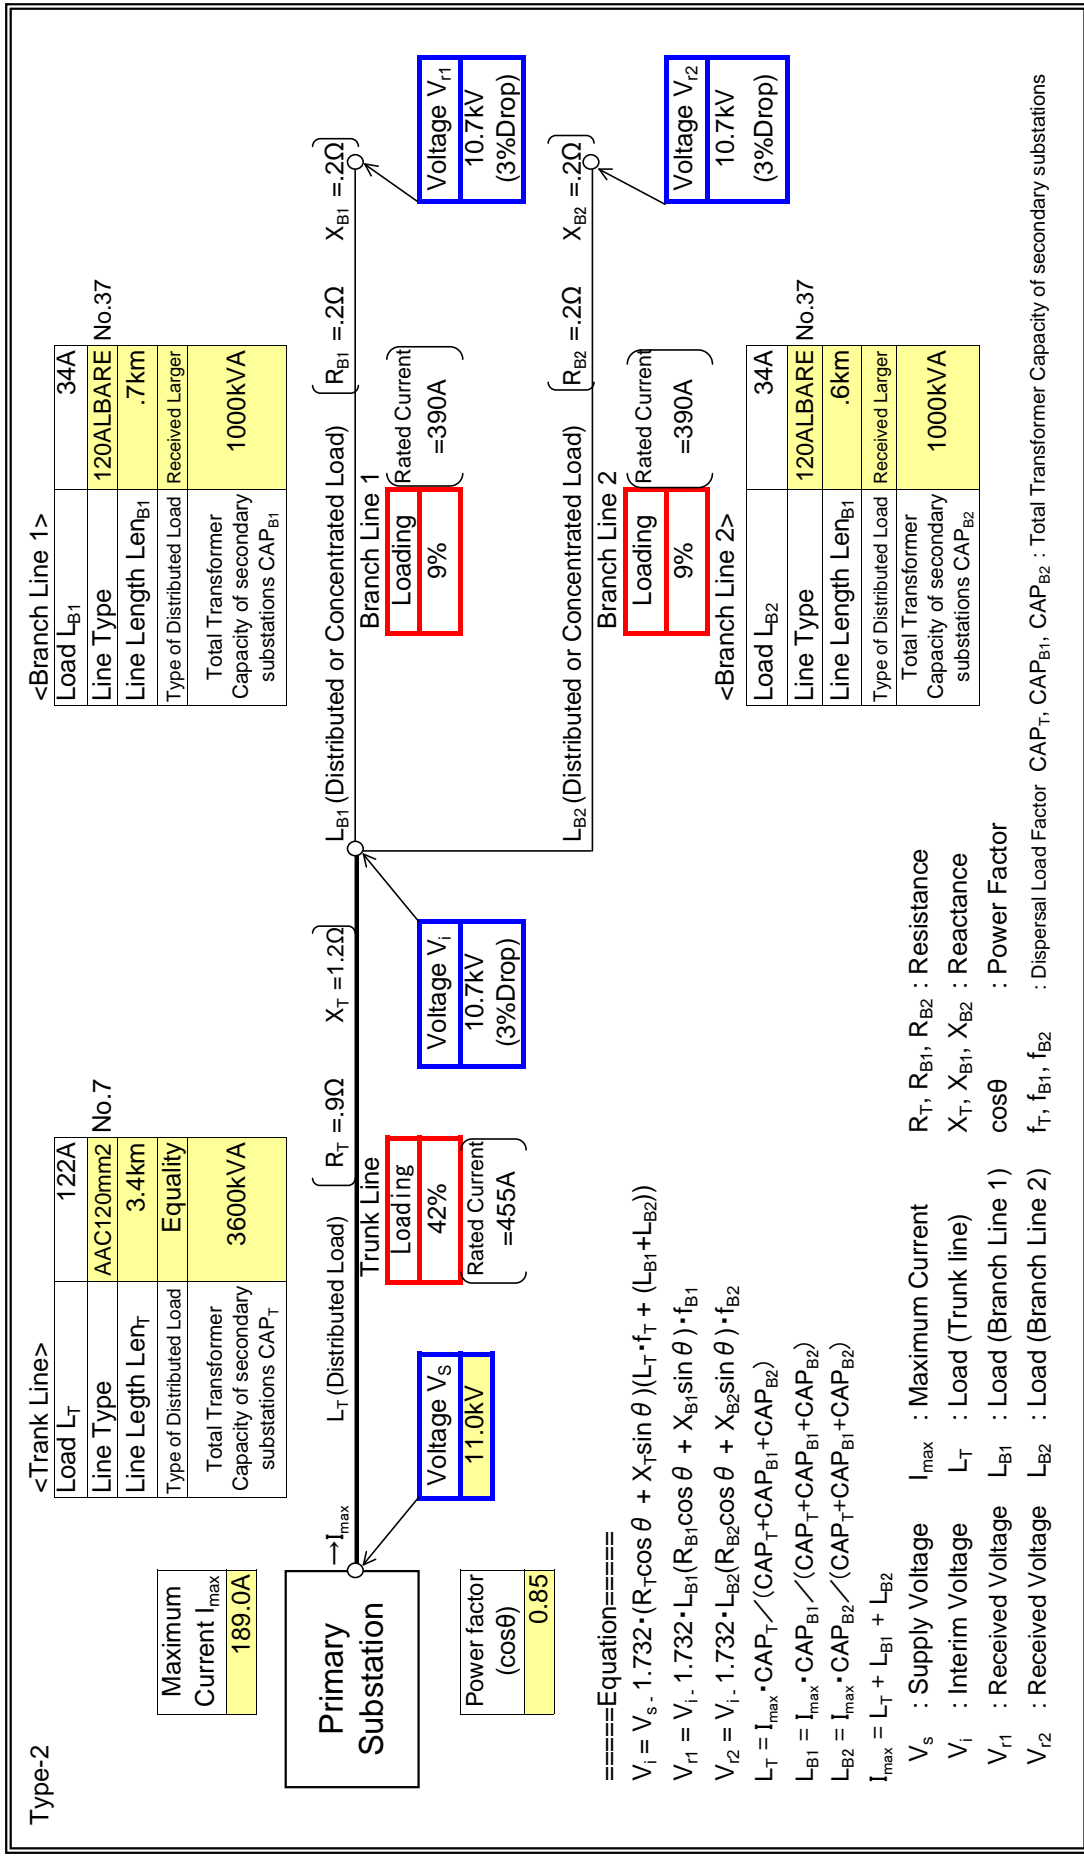 Type-2
Maximum
Current Imax
189.0A
<Trank Line>
Load LT 122A
Line Type AAC120mm2 No.7
Line Legth LenT 3.4km
Type of Distributed Load Equality
Total Transformer
Capacity of secondary
substations CAPT
3600kVA
<Branch Line 1>
Load LB1 34A
Line Type 120ALBARE No.37
Line Length LenB1 .7km
Type of Distributed Load Received Larger
Total Transformer
Capacity of secondary
substations CAPB1
1000kVA
Primary
Substation
→Imax
LT (Distributed Load)
RT =.9Ω XT =1.2Ω
LB1 (Distributed or Concentrated Load)
RB1 =.2Ω XB1 =.2Ω
Trunk Line
Loading
42%
Rated Current
=455A
Branch Line 1
Loading
9%
Rated Current
=390A
Voltage VS
11.0kV
Voltage Vi
10.7kV
(3%Drop)
Voltage Vr1
10.7kV
(3%Drop)
Power factor
(cosθ)
0.85
LB2 (Distributed or Concentrated Load)
RB2 =.2Ω XB2 =.2Ω
Branch Line 2
Loading
9%
Rated Current
=390A
Voltage Vr2
10.7kV
(3%Drop)
<Branch Line 2>
Load LB2 34A
Line Type 120ALBARE No.37
Line Length LenB1 .6km
Type of Distributed Load Received Larger
Total Transformer
Capacity of secondary
substations CAPB2
1000kVA
=====Equation======
Vi = Vs - 1.732･(RTcosθ + XTsinθ)(LT･fT + (LB1+LB2))
Vr1 = Vi - 1.732･LB1(RB1cosθ + XB1sinθ)･fB1
Vr2 = Vi - 1.732･LB2(RB2cosθ + XB2sinθ)･fB2
LT = Imax･CAPT／(CAPT+CAPB1+CAPB2)
LB1 = Imax･CAPB1／(CAPT+CAPB1+CAPB2)
LB2 = Imax･CAPB2／(CAPT+CAPB1+CAPB2)
Imax = LT + LB1 + LB2
Vs : Supply Voltage Imax : Maximum Current RT, RB1, RB2 : Resistance
Vi : Interim Voltage LT : Load (Trunk line) XT, XB1, XB2 : Reactance
Vr1 : Received Voltage LB1 : Load (Branch Line 1) cosθ : Power Factor
Vr2 : Received Voltage LB2 : Load (Branch Line 2) fT, fB1, fB2 : Dispersal Load Factor CAPT, CAPB1, CAPB2 : Total Transformer Capacity of secondary substations